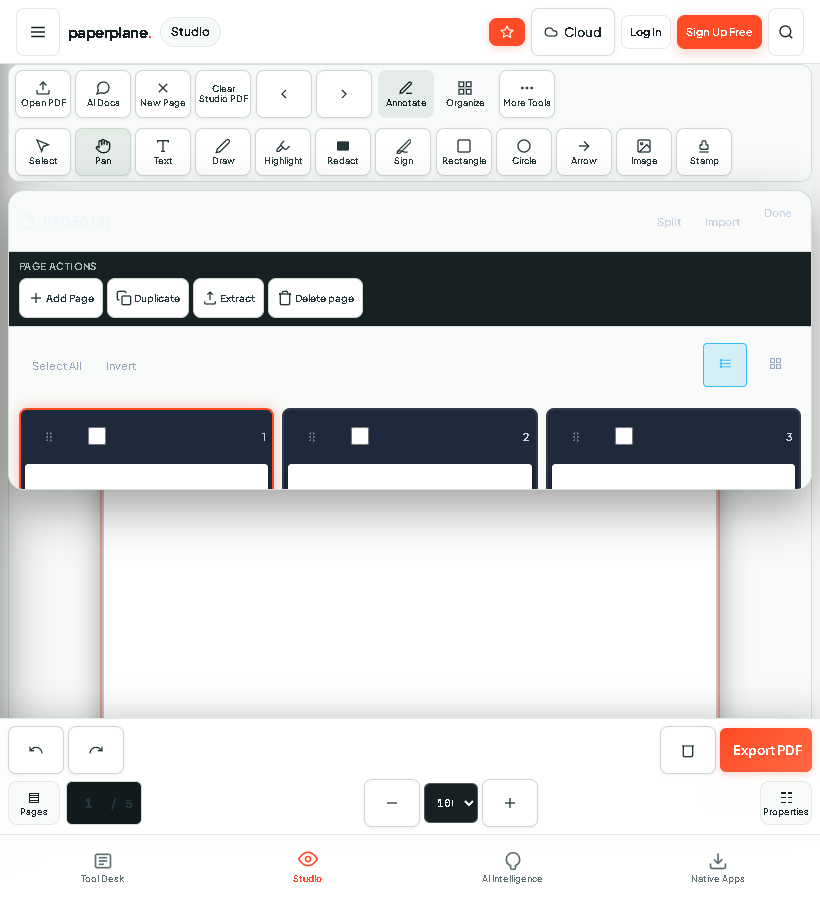 paperplane.
Studio
Cloud
Log In
Sign Up Free
Open PDF
AI Docs
New Page
Clear
Studio PDF
Annotate
Organize
More Tools
Select
Pan
Text
Draw
Highlight
Redact
Sign
Rectangle
Circle
Arrow
Image
Stamp
PAGES (5)
Split
Import
Done
PAGE ACTIONS
Add Page
Duplicate
Extract
Delete page
Select All
Invert
1
2
3
Export PDF
Pages
1 / 5
Properties
Tool Desk
Studio
AI Intelligence
Native Apps